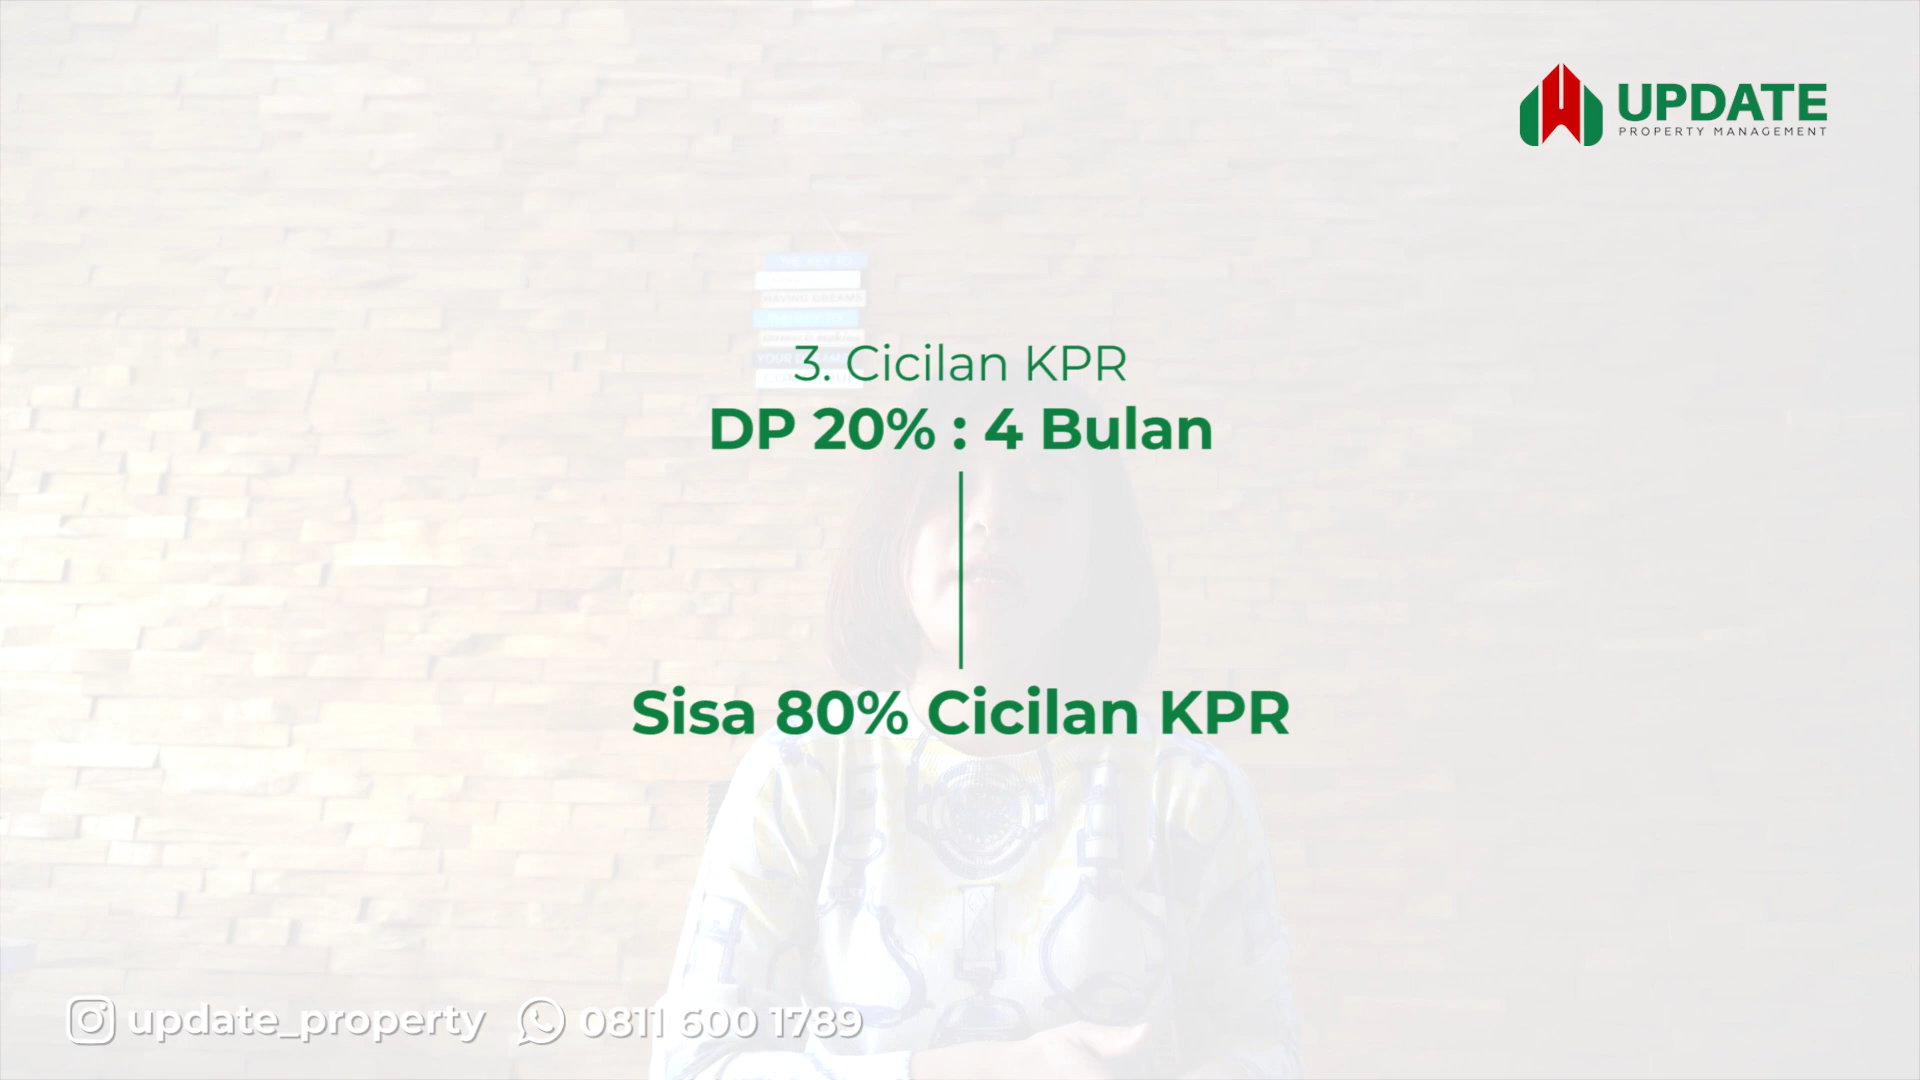 UPDATE
PROPERTY MANAGEMENT
3. Cicilan KPR
DP 20% : 4 Bulan
Sisa 80% Cicilan KPR
update_property
0811 600 1789